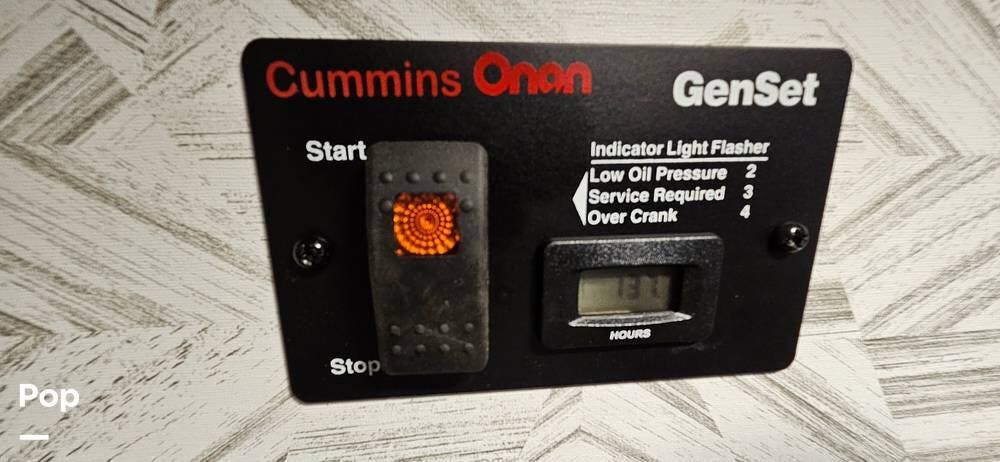 Cummins Onan
GenSet
Start
Indicator Light Flasher
Low Oil Pressure 2
Service Required 3
Over Crank 4
HOURS
Stop
Pop